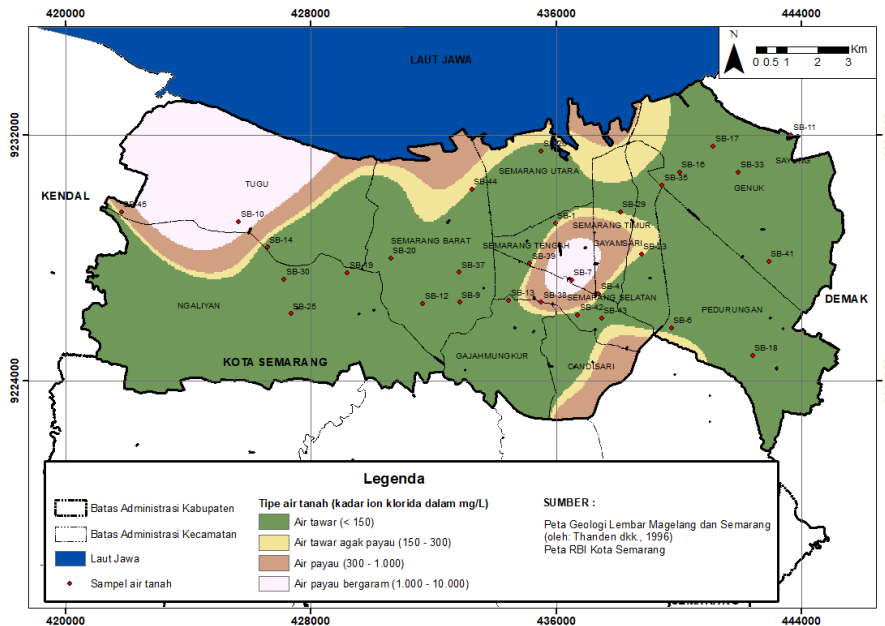 420000 428000 436000 444000
N
Km
0 0.5 1 2 3
LAUT JAWA
9232000
SB-11
SB-17
SAYUNG
SB-16
SB-33
SEMARANG UTARA
SB-35
GENUK
TUGU
SB-44
KENDAL
SB-45
SB-10
SB-29
SB-1
SEMARANG TIMUR
SB-14
SEMARANG BARAT
SEMARANG TENGAH
GAYAMSARI
SB-23
SB-20
SB-39
SB-41
SB-30
SB-19
SB-37
SB-7
SB-4
DEMAK
NGALIYAN
SB-25
SB-12
SB-9
SB-13
SB-38
SEMARANG SELATAN
SB-42
SB-43
PEDURUNGAN
SB-6
KOTA SEMARANG
GAJAHMUNGKUR
CANDISARI
SB-18
9224000
Legenda
Batas Administrasi Kabupaten
Batas Administrasi Kecamatan
Laut Jawa
Sampel air tanah
Tipe air tanah (kadar ion klorida dalam mg/L)
Air tawar (< 150)
Air tawar agak payau (150 - 300)
Air payau (300 - 1.000)
Air payau bergaram (1.000 - 10.000)
SUMBER :
Peta Geologi Lembar Magelang dan Semarang
(oleh: Thanden dkk., 1996)
Peta RBI Kota Semarang
SEMARANG
420000 428000 436000 444000